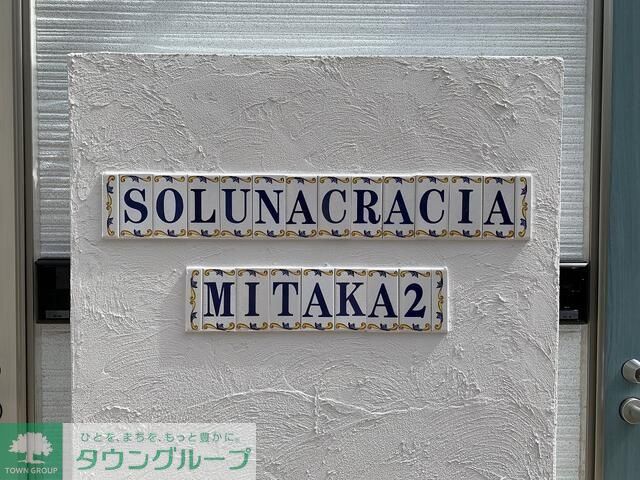 SOLUNACRACIA
MITAKA2
ひとを、まちを、もっと豊かに。
タウングループ
TOWN GROUP